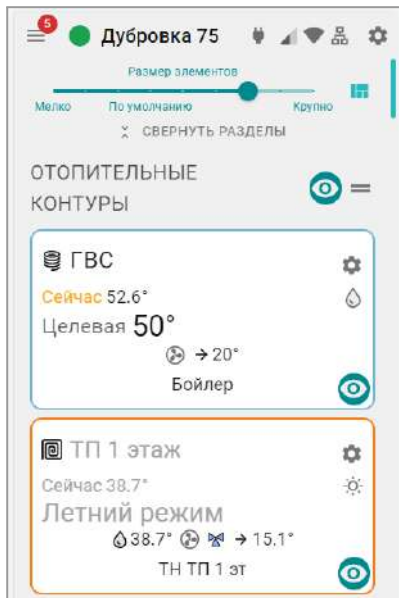 5
Дубровка 75
Размер элементов
Мелко По умолчанию Крупно
СВЕРНУТЬ РАЗДЕЛЫ
ОТОПИТЕЛЬНЫЕ
КОНТУРЫ
ГВС
Сейчас 52.6°
Целевая 50°
→ 20°
Бойлер
ТП 1 этаж
Сейчас 38.7°
Летний режим
38.7° → 15.1°
ТН ТП 1 эт